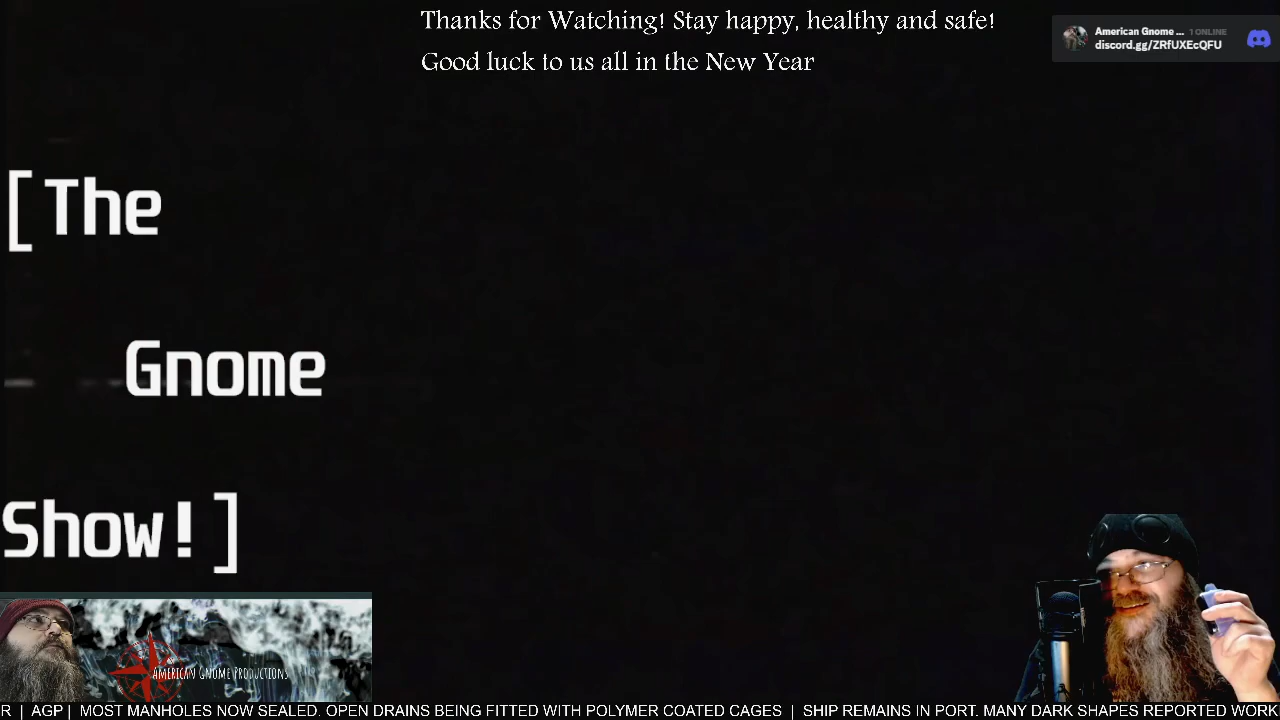 Thanks for Watching! Stay happy, healthy and safe!
Good luck to us all in the New Year
American Gnome ... 1 ONLINE
discord.gg/ZRfUXEcQFU
[The
Gnome
Show!]
AMERICAN GNOME PRODUCTIONS
R | AGP | MOST MANHOLES NOW SEALED. OPEN DRAINS BEING FITTED WITH POLYMER COATED CAGES | SHIP REMAINS IN PORT. MANY DARK SHAPES REPORTED WORK